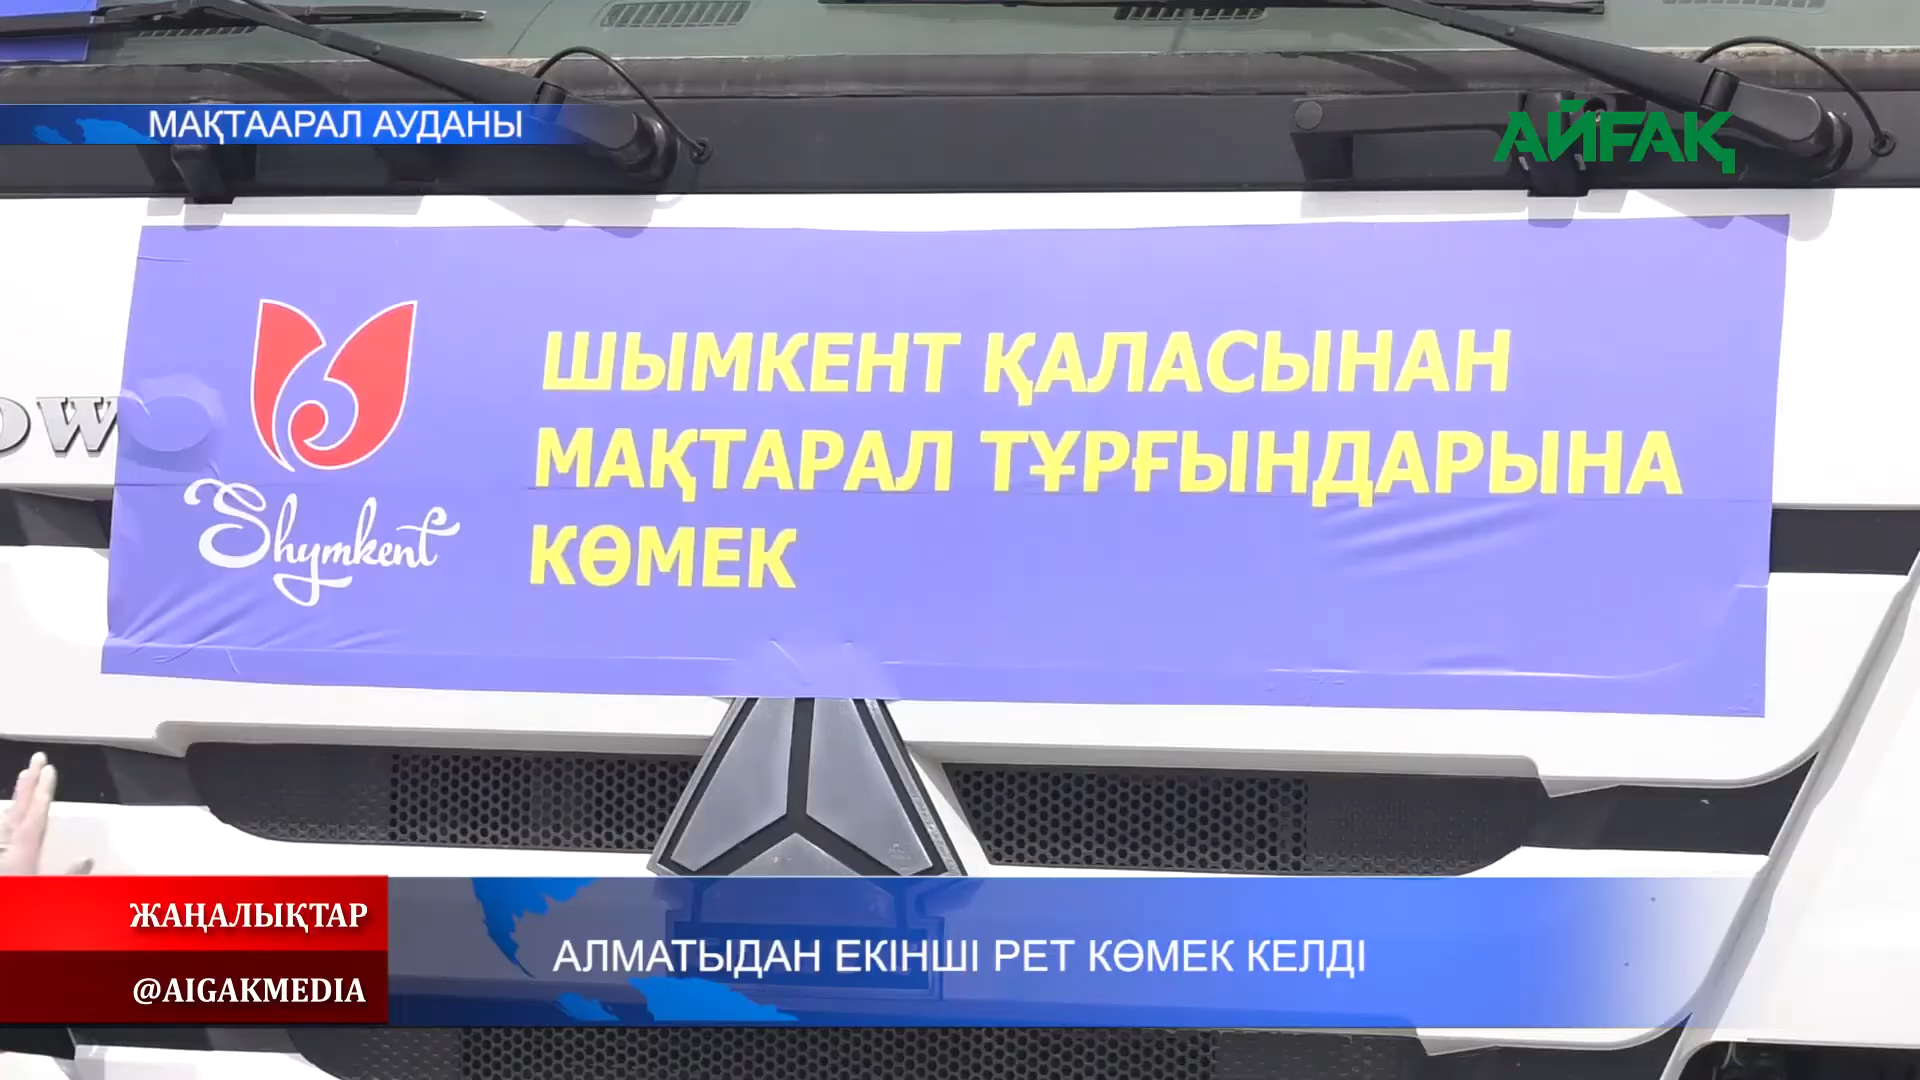 МАҚТААРАЛ АУДАНЫ
АЙҒАҚ
ШЫМКЕНТ ҚАЛАСЫНАН
МАҚТАРАЛ ТҰРҒЫНДАРЫНА
КӨМЕК
Shymkent
ЖАҢАЛЫҚТАР
@AIGAKMEDIA
АЛМАТЫДАН ЕКІНШІ РЕТ КӨМЕК КЕЛДІ